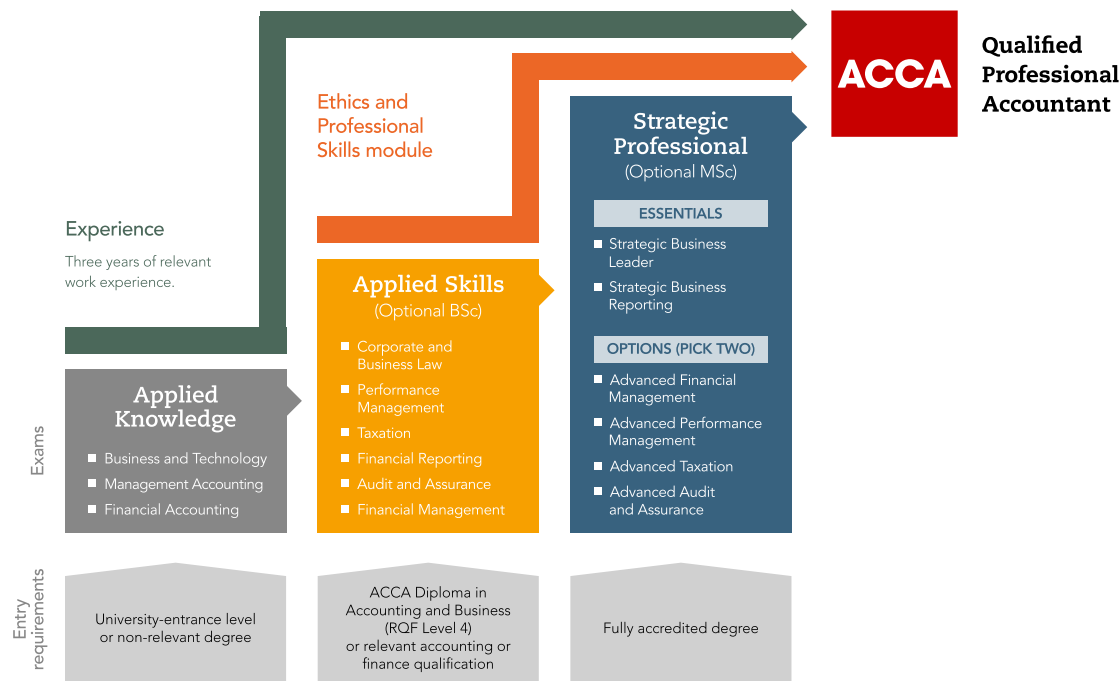 ACCA
Qualified
Professional
Accountant
Ethics and
Professional
Skills module
Experience
Three years of relevant
work experience.
Exams
Applied
Knowledge
Business and Technology
Management Accounting
Financial Accounting
Applied Skills
(Optional BSc)
Corporate and
Business Law
Performance
Management
Taxation
Financial Reporting
Audit and Assurance
Financial Management
Strategic
Professional
(Optional MSc)
ESSENTIALS
Strategic Business
Leader
Strategic Business
Reporting
OPTIONS (PICK TWO)
Advanced Financial
Management
Advanced Performance
Management
Advanced Taxation
Advanced Audit
and Assurance
Entry
requirements
University-entrance level
or non-relevant degree
ACCA Diploma in
Accounting and Business
(RQF Level 4)
or relevant accounting or
finance qualification
Fully accredited degree